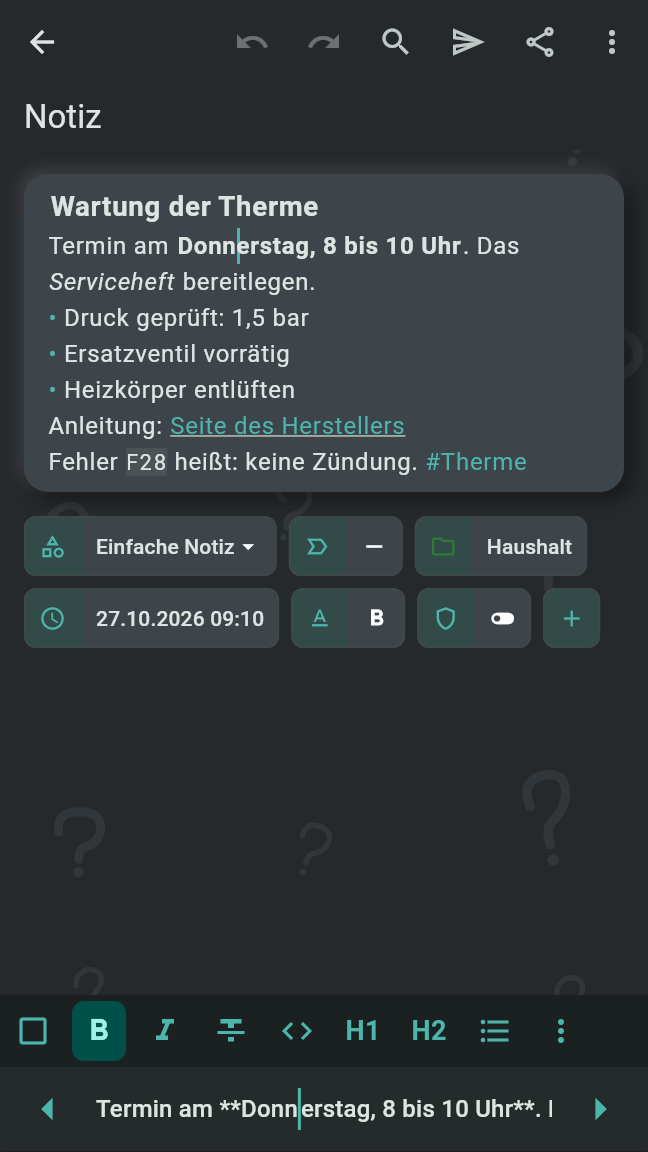 Notiz
Wartung der Therme
Termin am Donnerstag, 8 bis 10 Uhr. Das
Serviceheft bereitlegen.
• Druck geprüft: 1,5 bar
• Ersatzventil vorrätig
• Heizkörper entlüften
Anleitung: Seite des Herstellers
Fehler F28 heißt: keine Zündung. #Therme
Einfache Notiz
Haushalt
27.10.2026 09:10
A B
B H1 H2
Termin am **Donnerstag, 8 bis 10 Uhr**.